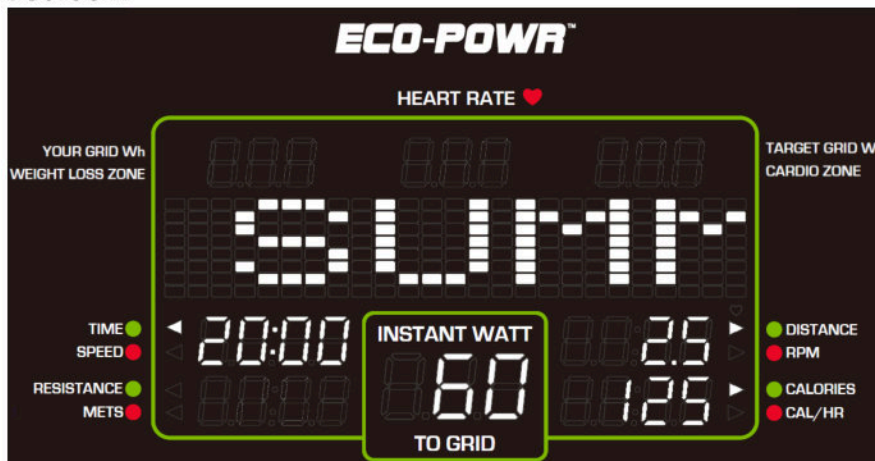 ECO-POWR™
HEART RATE
YOUR GRID Wh
WEIGHT LOSS ZONE
TARGET GRID W
CARDIO ZONE
SUMM
TIME
SPEED
20:00
INSTANT WATT
60
TO GRID
2.5
DISTANCE
RPM
RESISTANCE
METS
125
CALORIES
CAL/HR